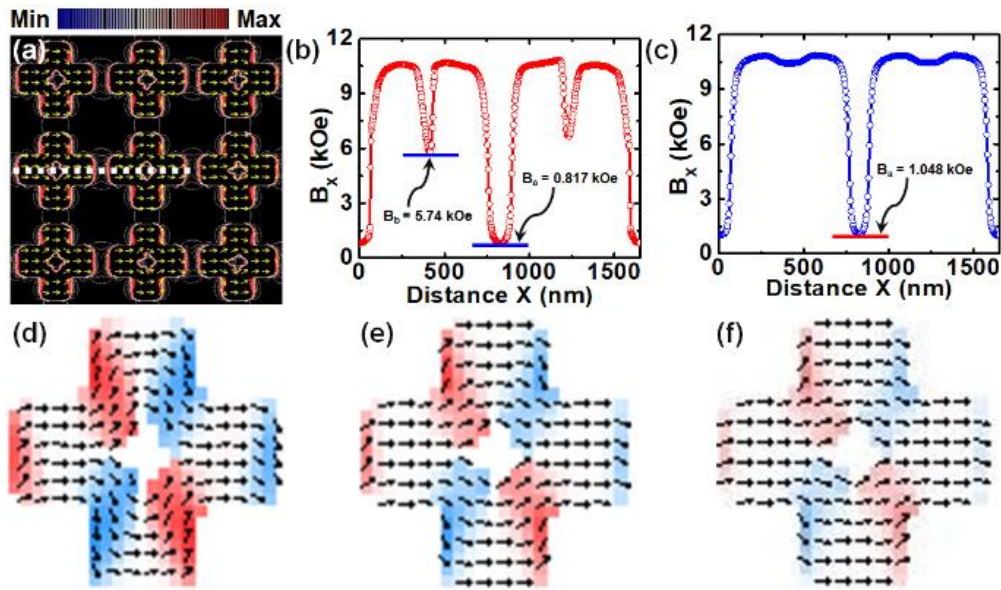 Min Max
(a)
(b)
12
9
6
3
0
B_x (kOe)
B_b = 5.74 kOe
B_a = 0.817 kOe
0 500 1000 1500
Distance X (nm)
(c)
12
9
6
3
0
B_x (kOe)
B_a = 1.048 kOe
0 500 1000 1500
Distance X (nm)
(d)
(e)
(f)